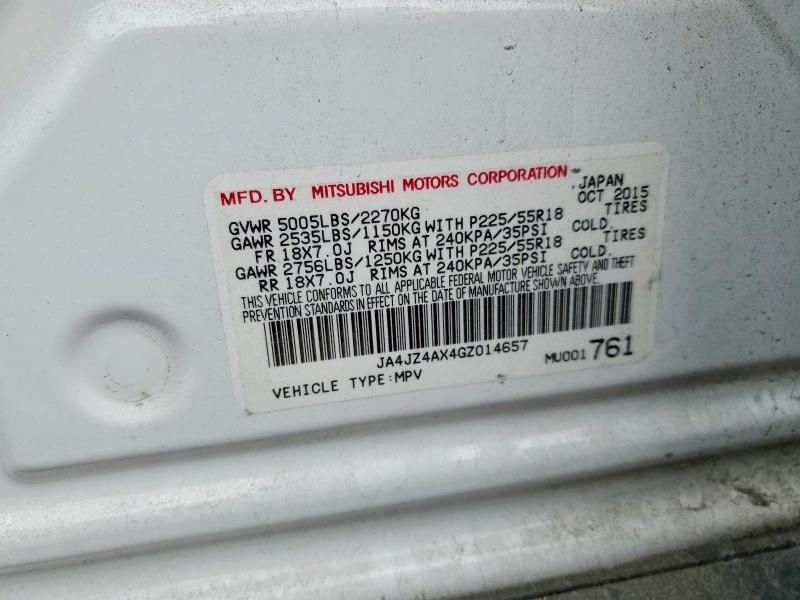 MFD. BY MITSUBISHI MOTORS CORPORATION JAPAN
GVWR 5005LBS/2270KG OCT 2015
GAWR 2535LBS/1150KG WITH P225/55R18 TIRES
FR 18X7.0J RIMS AT 240KPA/35PSI COLD.
GAWR 2756LBS/1250KG WITH P225/55R18 TIRES
RR 18X7.0J RIMS AT 240KPA/35PSI COLD.
THIS VEHICLE CONFORMS TO ALL APPLICABLE FEDERAL MOTOR VEHICLE SAFETY AND THEFT
PREVENTION STANDARDS IN EFFECT ON THE DATE OF MANUFACTURE SHOWN ABOVE.
JA4JZ4AX4GZ014657 MU001761
VEHICLE TYPE:MPV